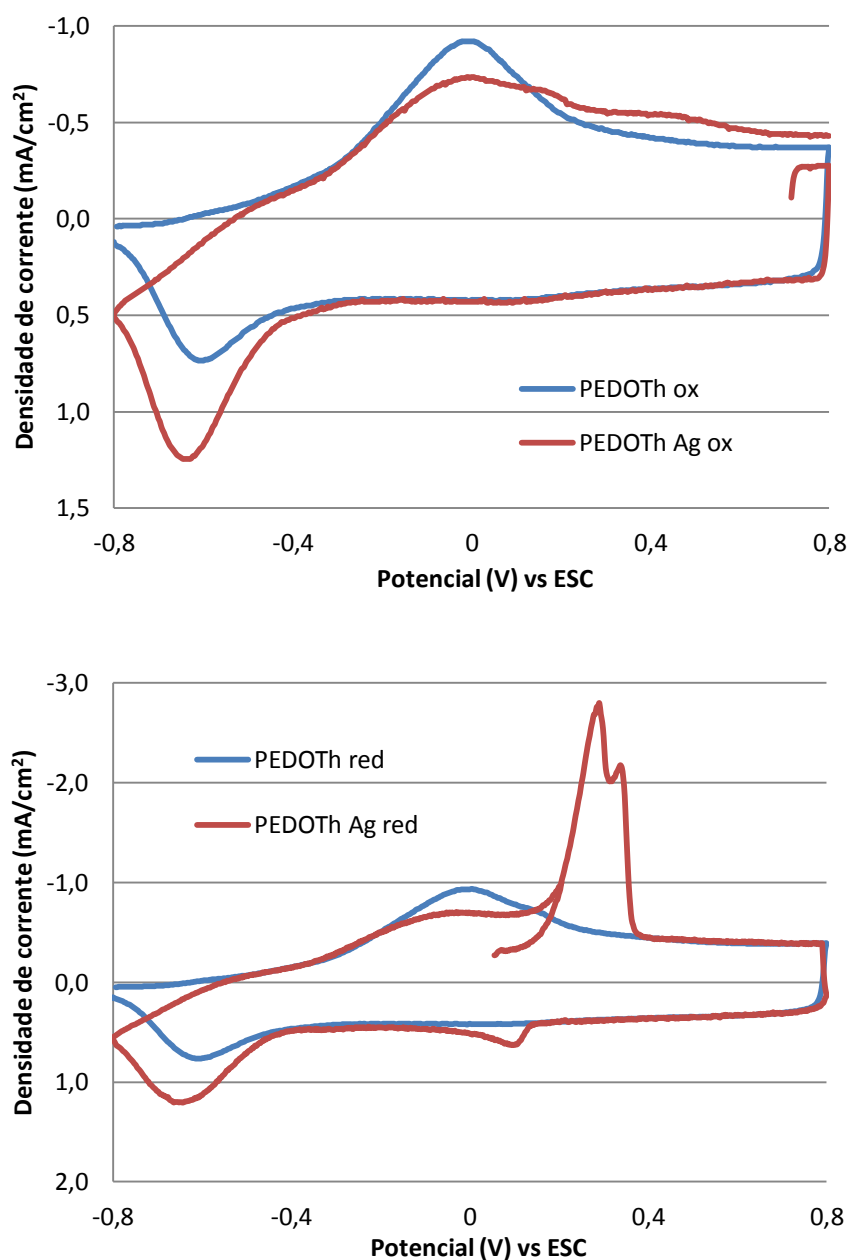 Densidade de corrente (mA/cm²)
-1,0
-0,5
0,0
0,5
1,0
1,5
PEDOTh ox
PEDOTh Ag ox
-0,8
-0,4
0
0,4
0,8
Potencial (V) vs ESC
Densidade de corrente (mA/cm²)
-3,0
-2,0
-1,0
0,0
1,0
2,0
PEDOTh red
PEDOTh Ag red
-0,8
-0,4
0
0,4
0,8
Potencial (V) vs ESC